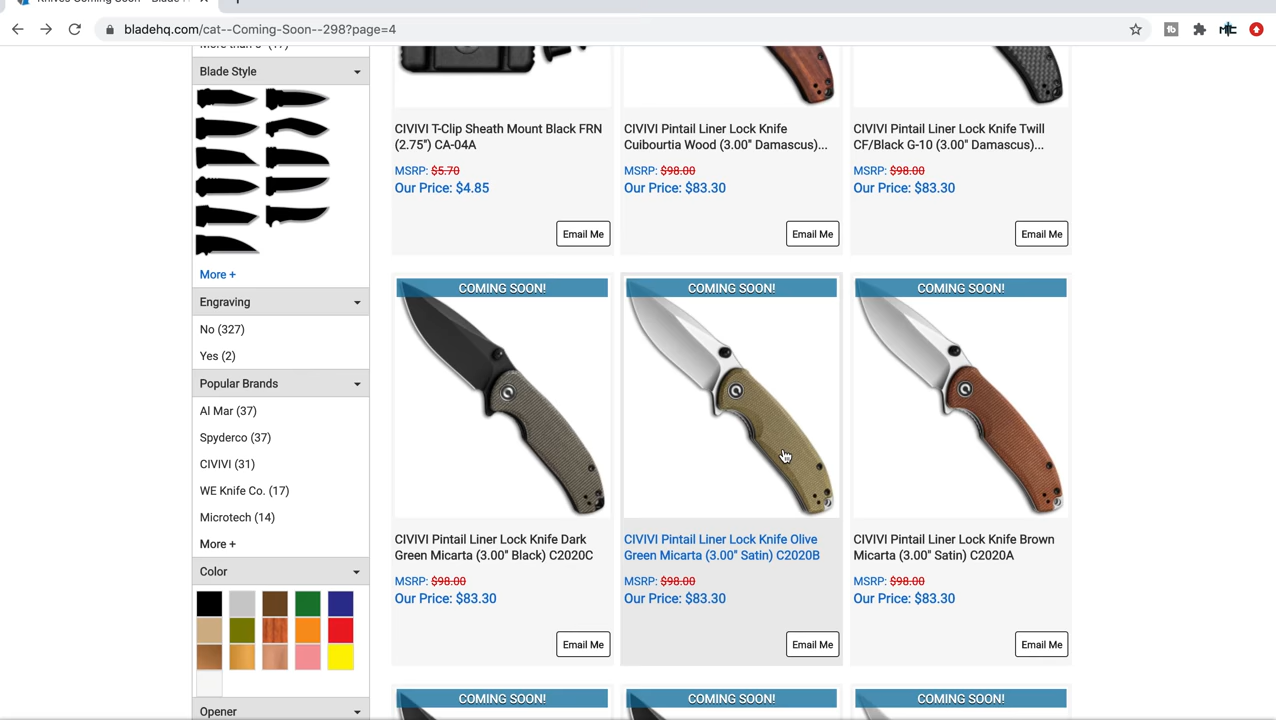 bladehq.com/cat--Coming-Soon--298?page=4
Blade Style
More +
Engraving
No (327)
Yes (2)
Popular Brands
Al Mar (37)
Spyderco (37)
CIVIVI (31)
WE Knife Co. (17)
Microtech (14)
More +
Color
Opener
CIVIVI T-Clip Sheath Mount Black FRN
(2.75") CA-04A
MSRP: $5.70
Our Price: $4.85
Email Me
CIVIVI Pintail Liner Lock Knife
Cuibourtia Wood (3.00" Damascus)...
MSRP: $98.00
Our Price: $83.30
Email Me
CIVIVI Pintail Liner Lock Knife Twill
CF/Black G-10 (3.00" Damascus)...
MSRP: $98.00
Our Price: $83.30
Email Me
COMING SOON!
CIVIVI Pintail Liner Lock Knife Dark
Green Micarta (3.00" Black) C2020C
MSRP: $98.00
Our Price: $83.30
Email Me
COMING SOON!
CIVIVI Pintail Liner Lock Knife Olive
Green Micarta (3.00" Satin) C2020B
MSRP: $98.00
Our Price: $83.30
Email Me
COMING SOON!
CIVIVI Pintail Liner Lock Knife Brown
Micarta (3.00" Satin) C2020A
MSRP: $98.00
Our Price: $83.30
Email Me
COMING SOON!
COMING SOON!
COMING SOON!